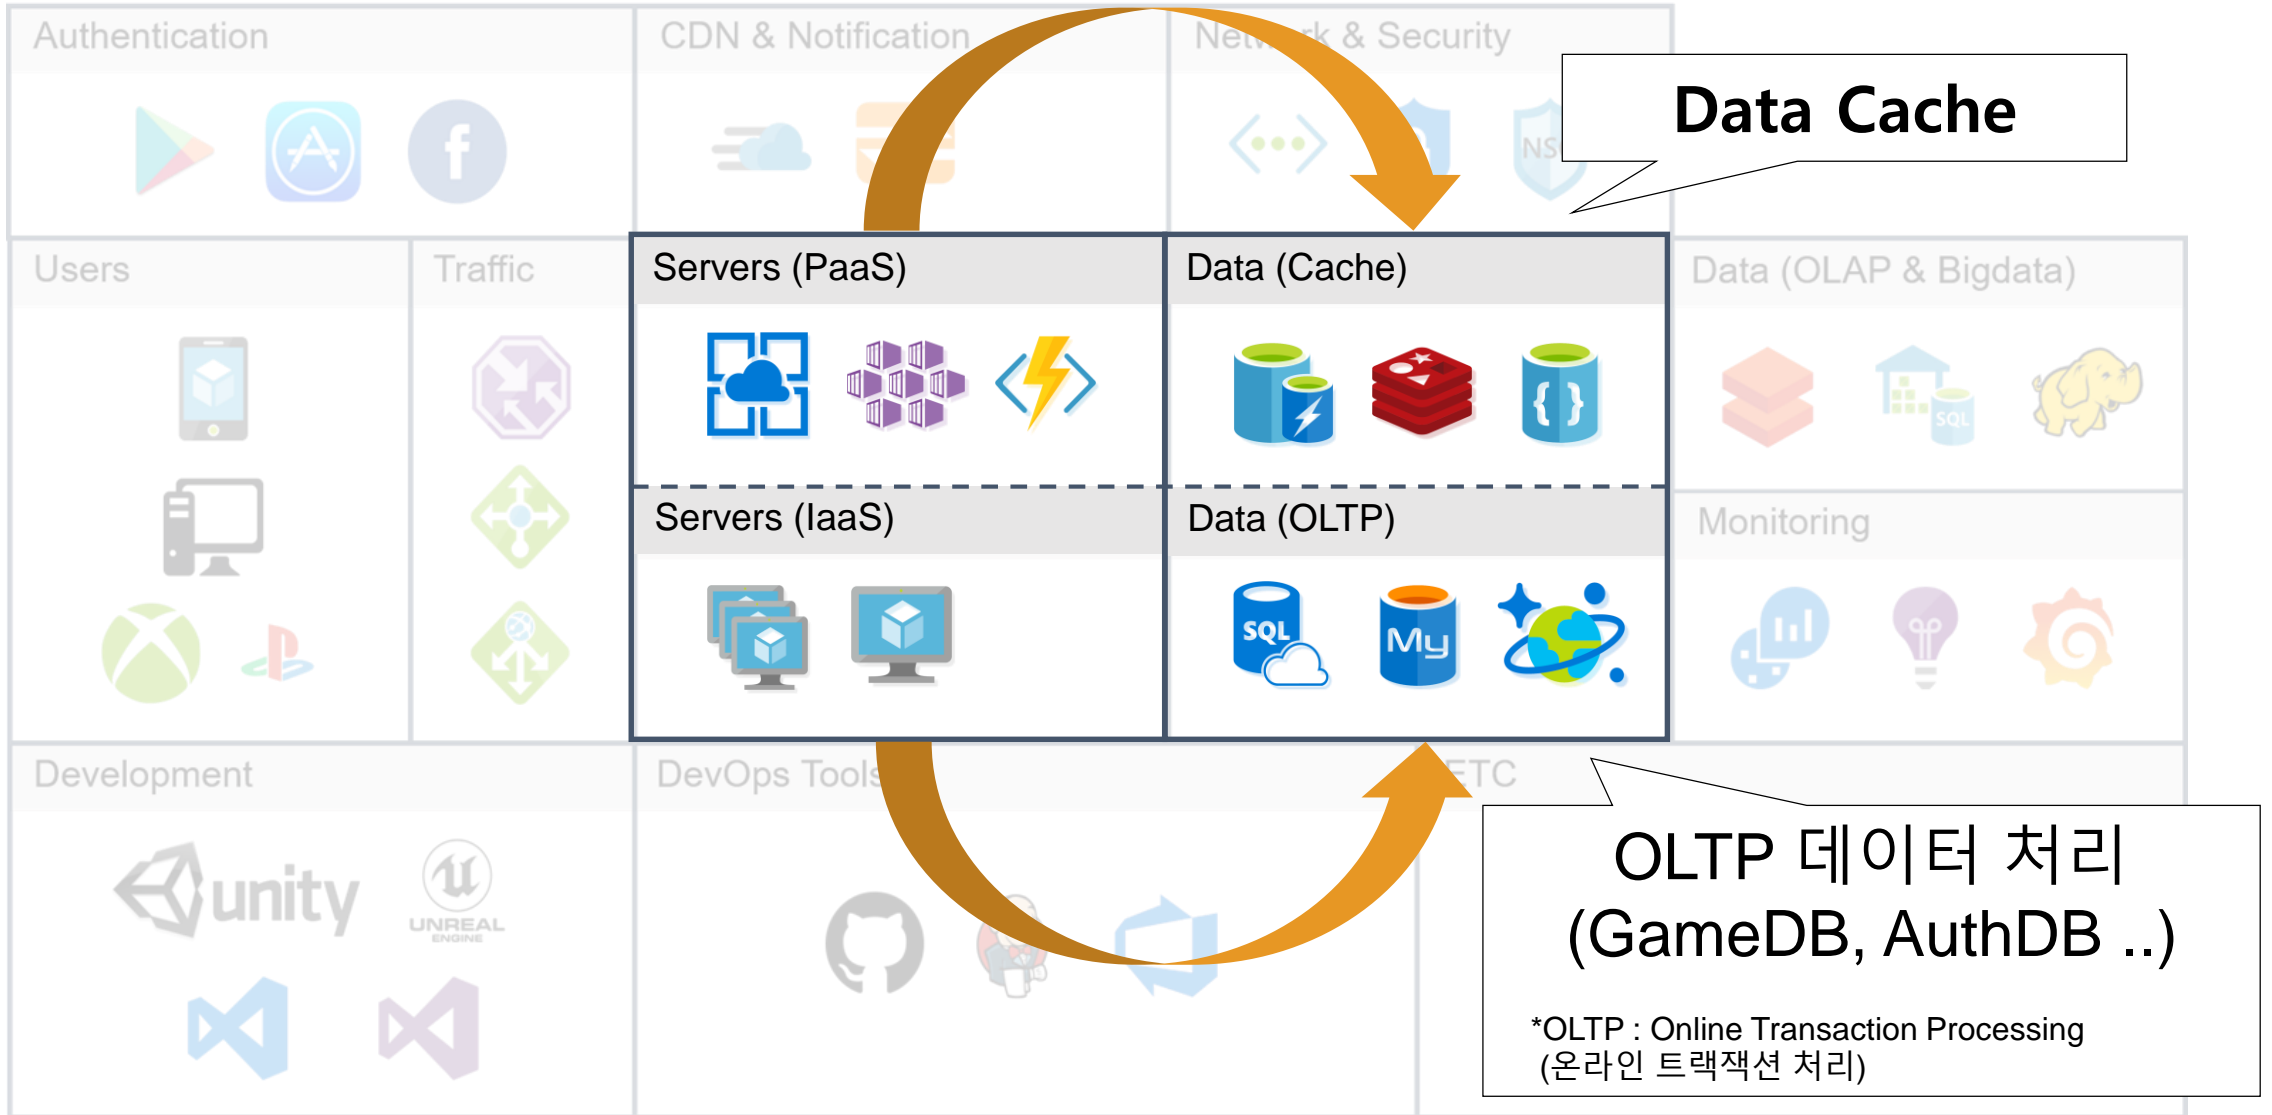 Authentication
CDN & Notification
Network & Security
Data Cache
NS
Users
Traffic
Servers (PaaS)
Data (Cache)
Data (OLAP & Bigdata)
SQL
Servers (IaaS)
Data (OLTP)
Monitoring
SQL
My
Development
DevOps Tools
ETC
unity
UNREAL
ENGINE
OLTP 데이터 처리
(GameDB, AuthDB ..)
*OLTP : Online Transaction Processing
(온라인 트랙잭션 처리)